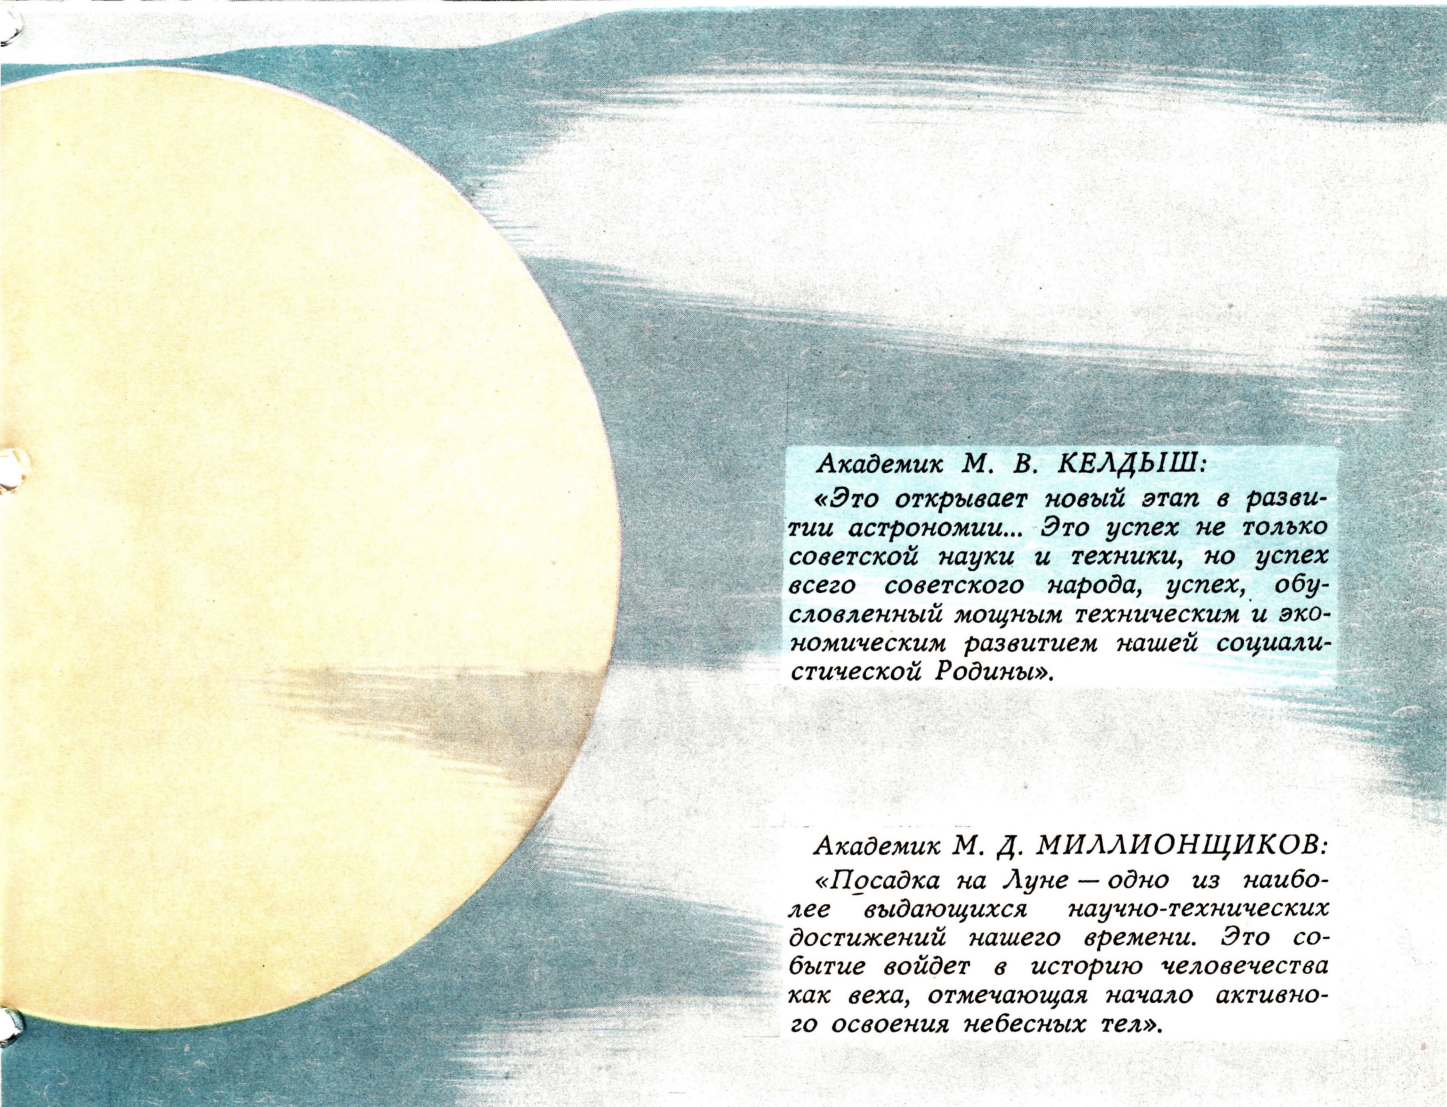 Академик М. В. КЕЛДЫШ:
«Это открывает новый этап в разви-
тии астрономии... Это успех не только
советской науки и техники, но успех
всего советского народа, успех, обу-
словленный мощным техническим и эко-
номическим развитием нашей социали-
стической Родины».
Академик М. Д. МИЛЛИОНЩИКОВ:
«Посадка на Луне — одно из наибо-
лее выдающихся научно-технических
достижений нашего времени. Это со-
бытие войдет в историю человечества
как веха, отмечающая начало активно-
го освоения небесных тел».